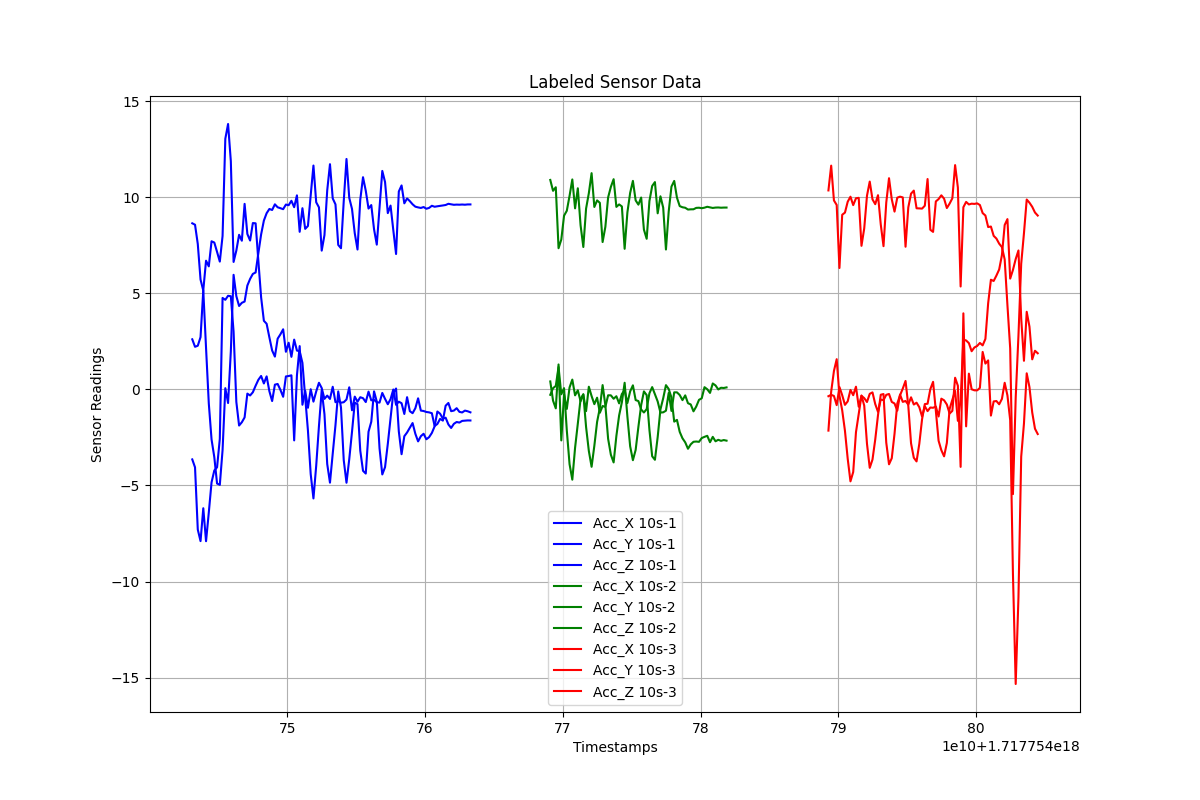 Labeled Sensor Data
15
10
5
0
−5
−10
−15
Sensor Readings
Acc_X 10s-1
Acc_Y 10s-1
Acc_Z 10s-1
Acc_X 10s-2
Acc_Y 10s-2
Acc_Z 10s-2
Acc_X 10s-3
Acc_Y 10s-3
Acc_Z 10s-3
75 76 77 78 79 80
Timestamps
1e10+1.717754e18